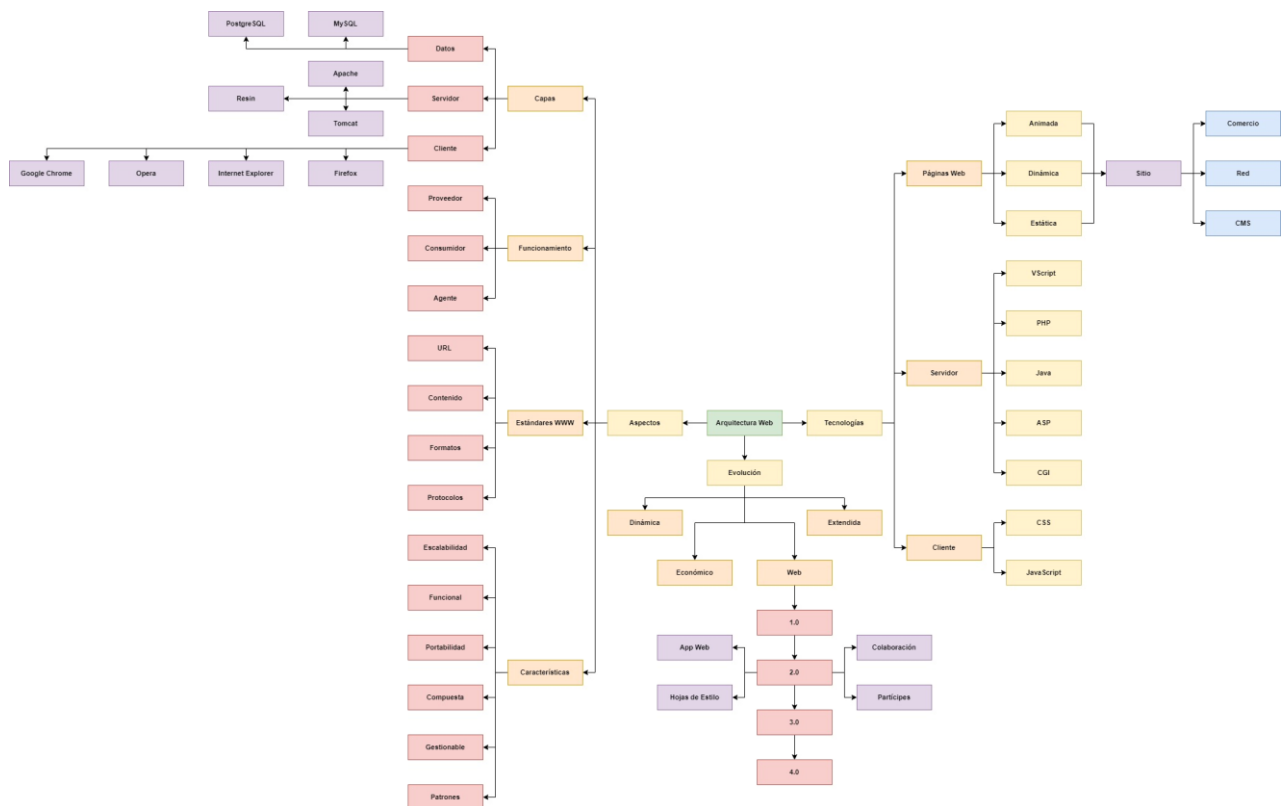 PostgreSQL
MySQL
Datos
Apache
Resin
Servidor
Capas
Tomcat
Cliente
Google Chrome
Opera
Internet Explorer
Firefox
Proveedor
Consumidor
Funcionamiento
Agente
URL
Contenido
Estándares WWW
Formatos
Protocolos
Escalabilidad
Funcional
Portabilidad
Características
Compuesta
Gestionable
Patrones
Aspectos
Arquitectura Web
Tecnologías
Evolución
Dinámica
Extendida
Económico
Web
1.0
App Web
Colaboración
2.0
Hojas de Estilo
Partícipes
3.0
4.0
Páginas Web
Animada
Dinámica
Estática
Sitio
Comercio
Red
CMS
Servidor
VScript
PHP
Java
ASP
CGI
Cliente
CSS
JavaScript